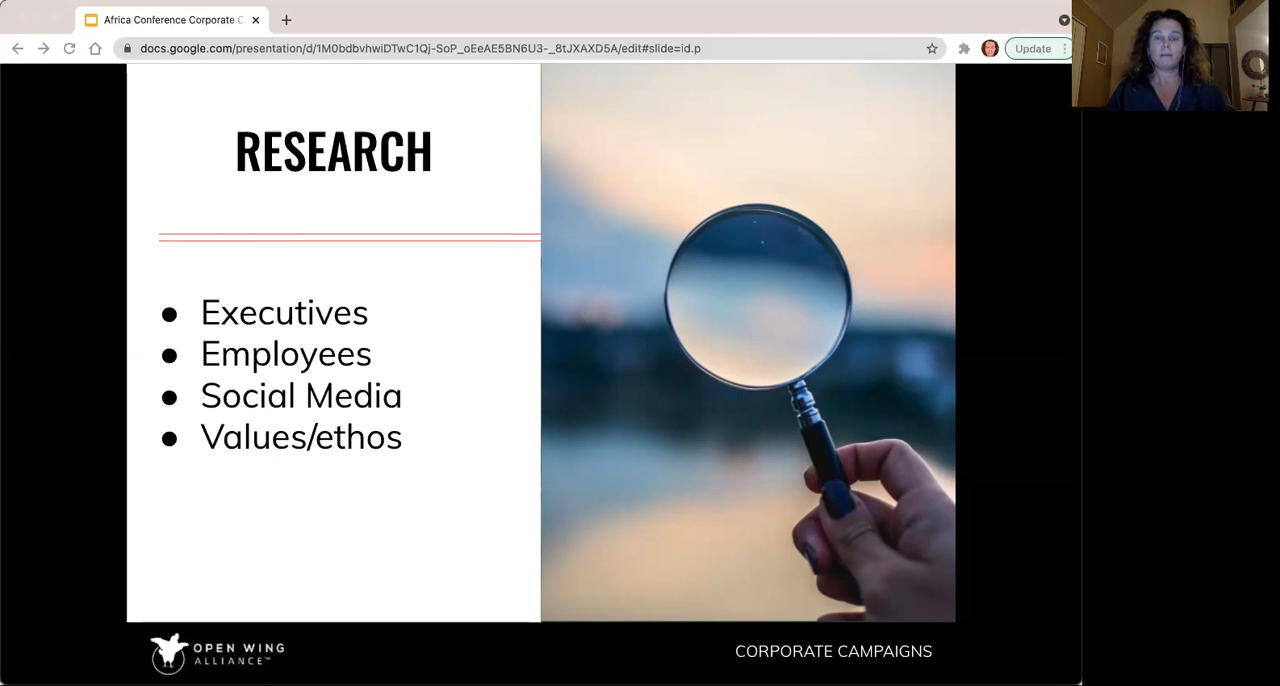 Africa Conference Corporate C
docs.google.com/presentation/d/1M0bdbvhwiDTwC1Qj-SoP_oEeAE5BN6U3-_8tJXAXD5A/edit#slide=id.p
Update
RESEARCH
● Executives
● Employees
● Social Media
● Values/ethos
OPEN WING
ALLIANCE™
CORPORATE CAMPAIGNS